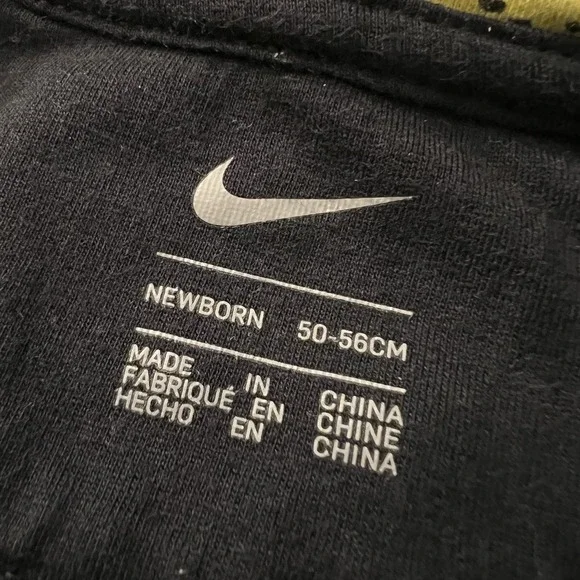 NEWBORN 50-56CM
MADE IN CHINA
FABRIQUÉ EN CHINE
HECHO EN CHINA